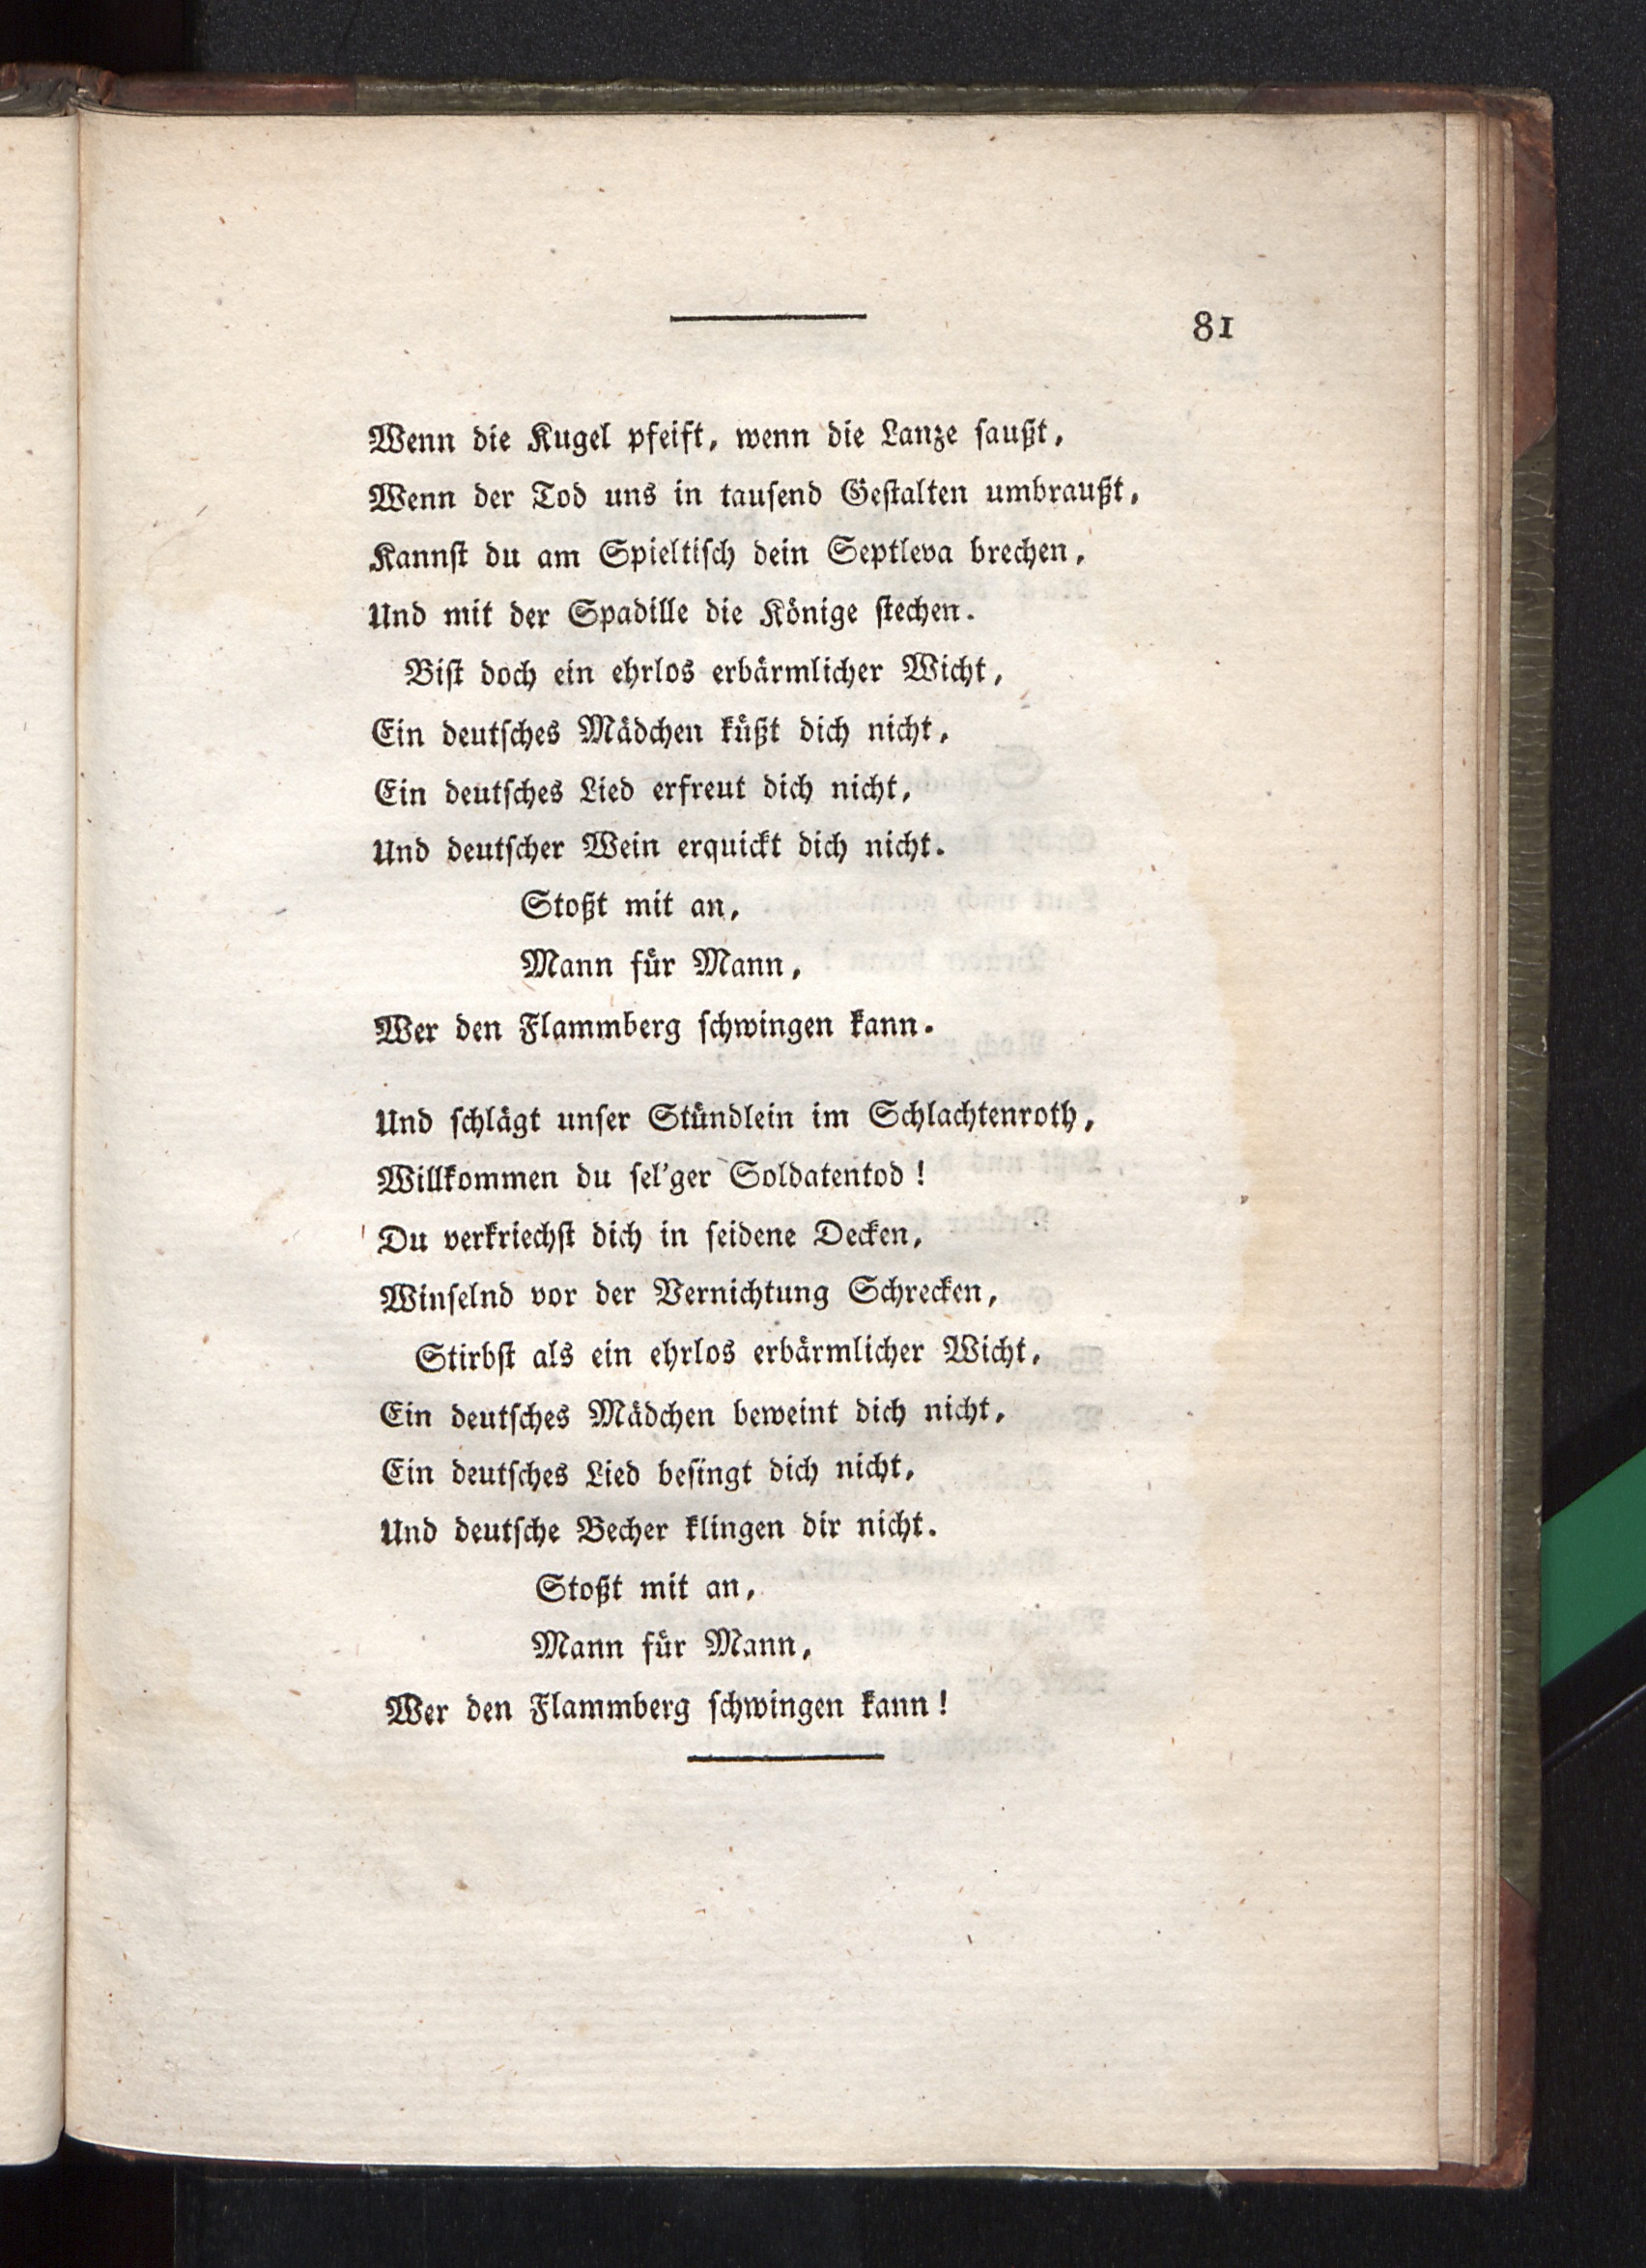 81
Wenn die Kugel pfeift, wenn die Lanze saußt,
Wenn der Tod uns in tausend Gestalten umbraußt,
Kannst du am Spieltisch dein Septleva brechen,
Und mit der Spadille die Könige stechen.
Bist doch ein ehrlos erbärmlicher Wicht,
Ein deutsches Mädchen küßt dich nicht,
Ein deutsches Lied erfreut dich nicht,
Und deutscher Wein erquickt dich nicht.
Stoßt mit an,
Mann für Mann,
Wer den Flammberg schwingen kann.
Und schlägt unser Stündlein im Schlachtenroth,
Willkommen du sel'ger Soldatentod!
Du verkriechst dich in seidene Decken,
Winselnd vor der Vernichtung Schrecken,
Stirbst als ein ehrlos erbärmlicher Wicht,
Ein deutsches Mädchen beweint dich nicht,
Ein deutsches Lied besingt dich nicht,
Und deutsche Becher klingen dir nicht.
Stoßt mit an,
Mann für Mann,
Wer den Flammberg schwingen kann!